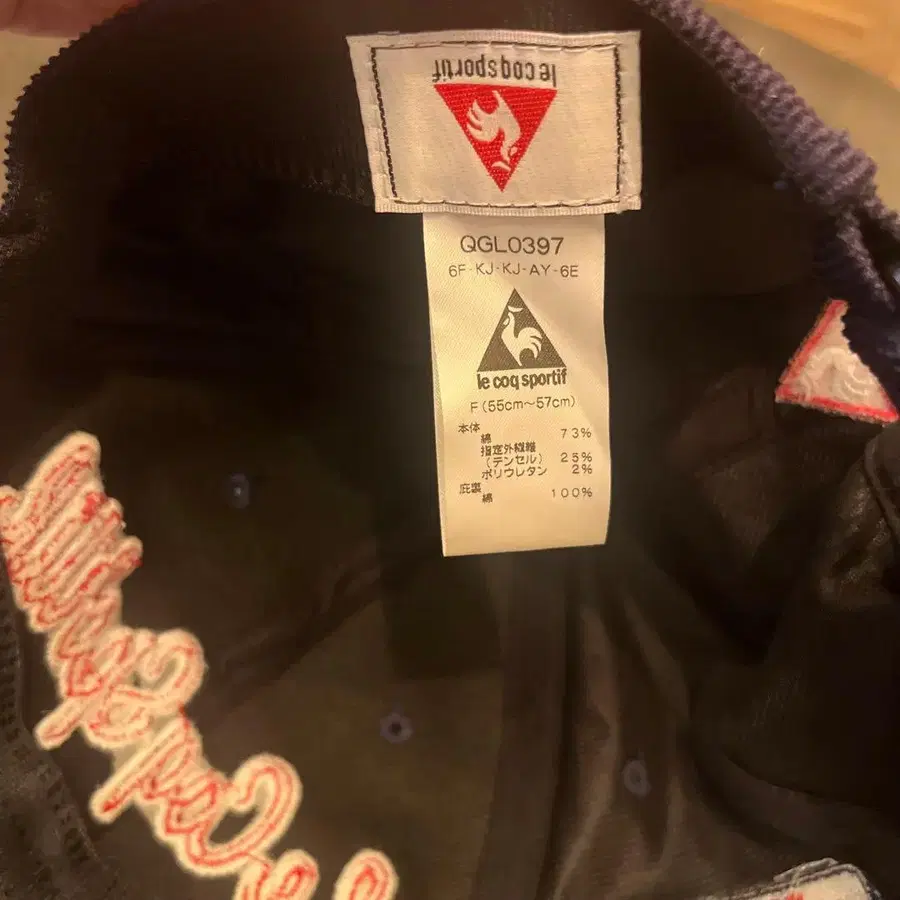 le coq sportif
QGL0397
6F-KJ-KJ-AY-6E
le coq sportif
F (55cm〜57cm)
本体
綿 73%
指定外繊維
(テンセル) 25%
ポリウレタン 2%
庇裏
綿 100%